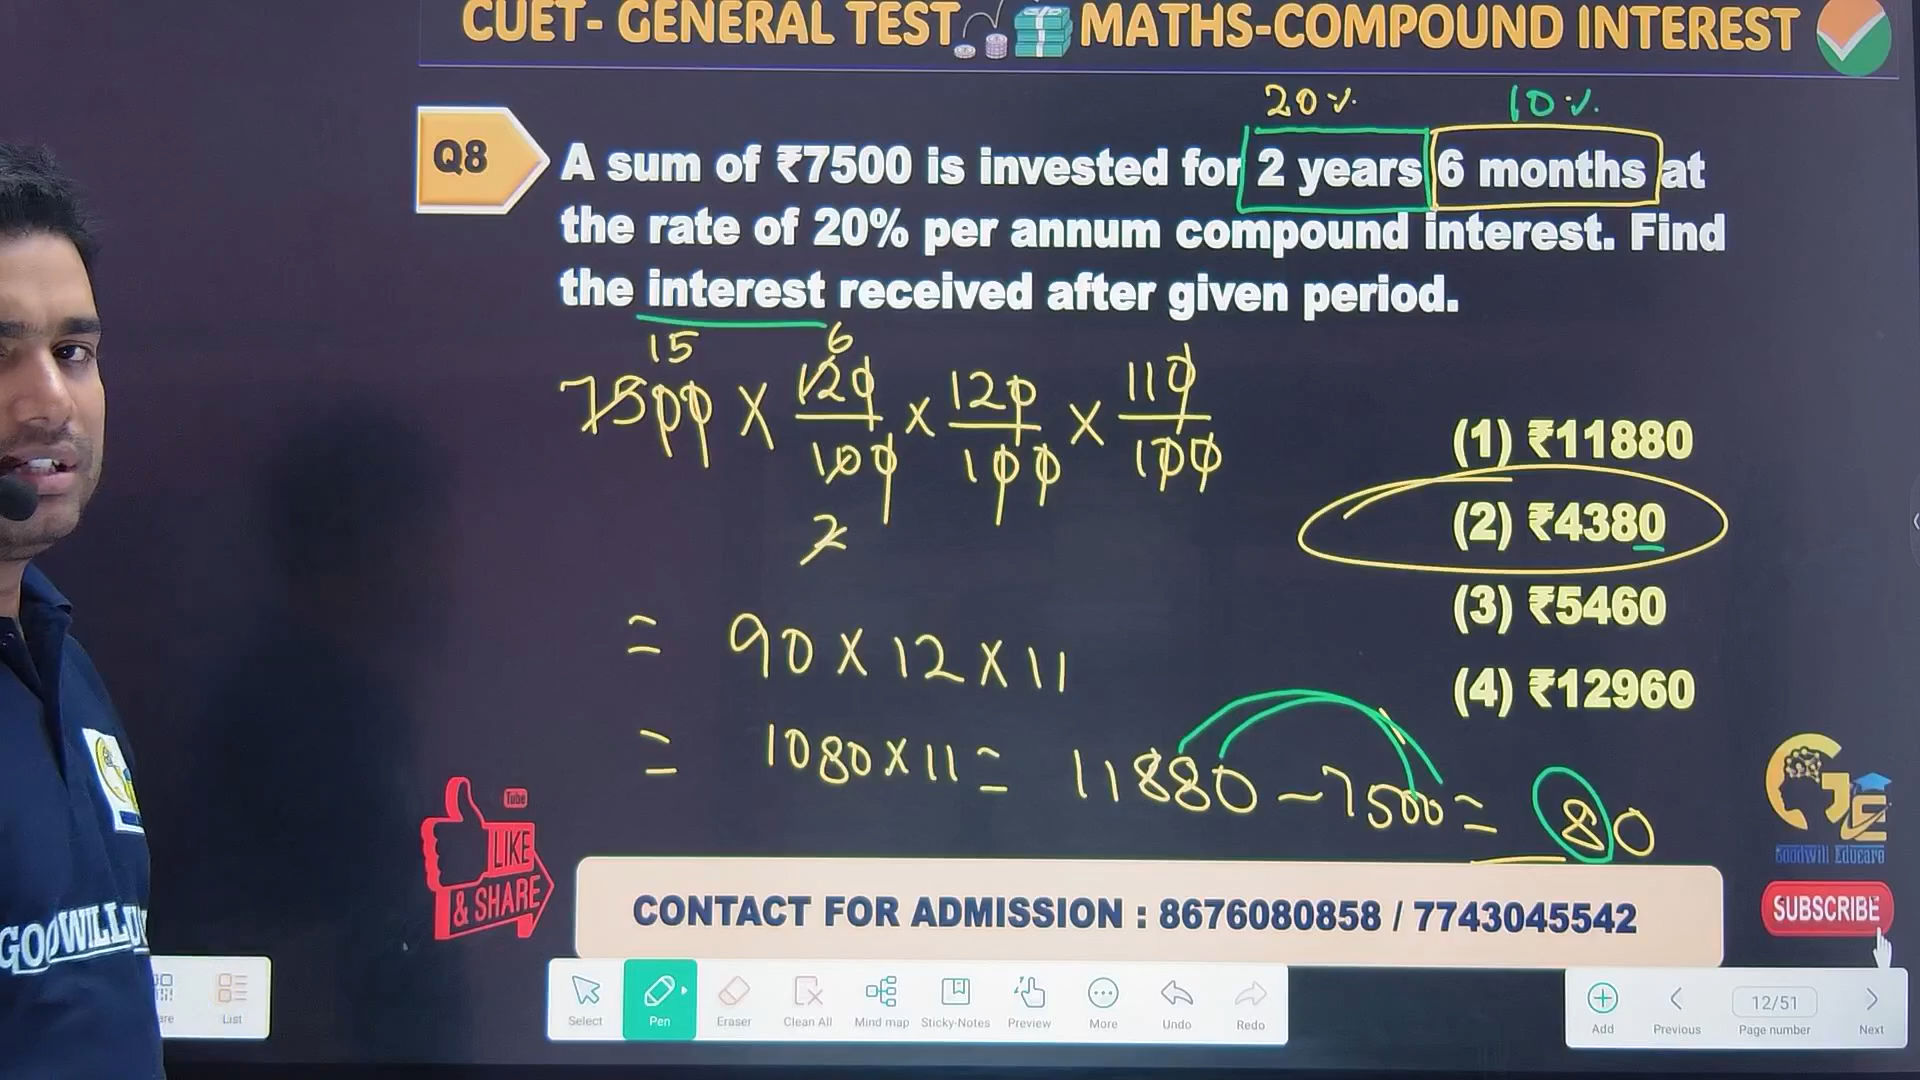 CUET- GENERAL TEST MATHS-COMPOUND INTEREST
20% 10%
Q8 A sum of ₹7500 is invested for 2 years 6 months at
the rate of 20% per annum compound interest. Find
the interest received after given period.
15 6
7500 × 120/100 × 120/100 × 110/100
2
(1) ₹11880
(2) ₹4380
(3) ₹5460
(4) ₹12960
= 90 × 12 × 11
= 1080 × 11 = 11880 - 7500 = 80
Tube
LIKE
& SHARE
Goodwill Educare
CONTACT FOR ADMISSION : 8676080858 / 7743045542
SUBSCRIBE
List
Select Pen Eraser Clean All Mind map Sticky-Notes Preview More Undo Redo
12/51
Add Previous Page number Next